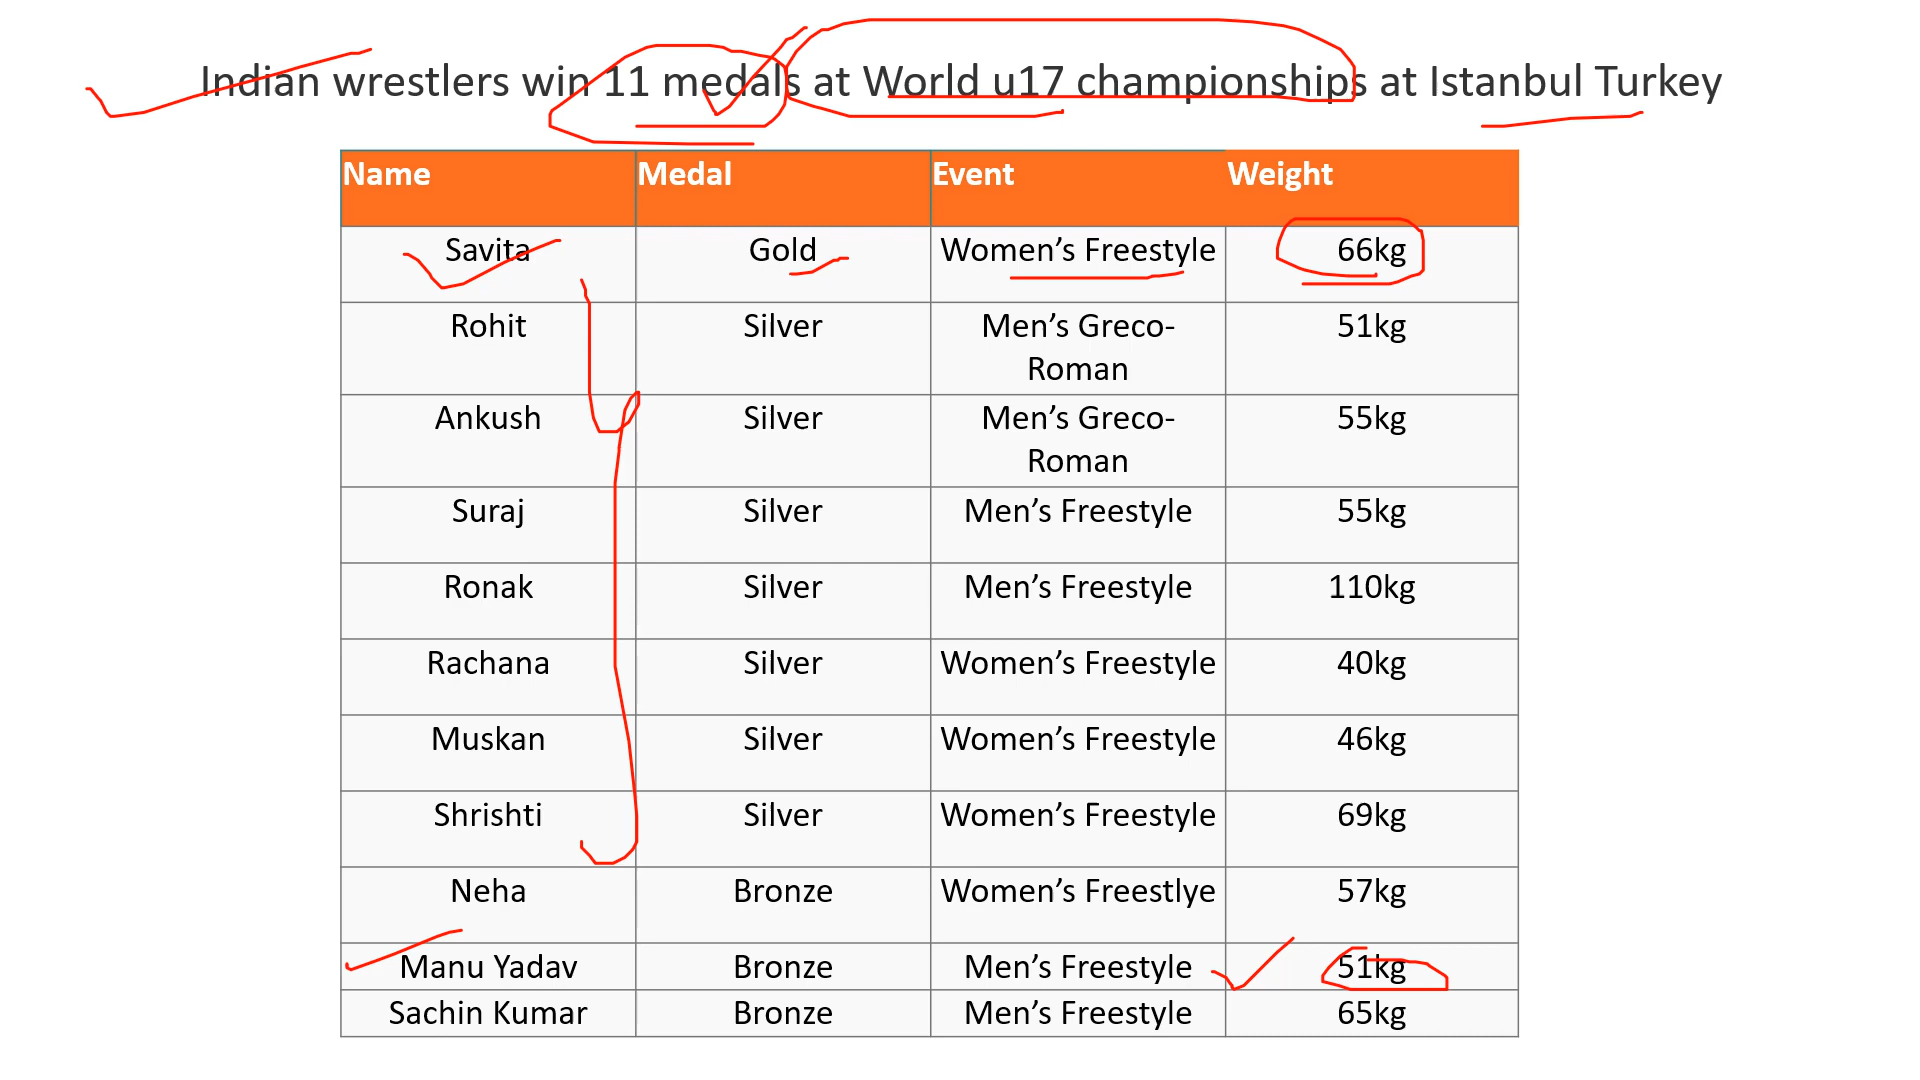 Indian wrestlers win 11 medals at World u17 championships at Istanbul Turkey
Name Medal Event Weight
Savita Gold Women’s Freestyle 66kg
Rohit Silver Men’s Greco-
Roman 51kg
Ankush Silver Men’s Greco-
Roman 55kg
Suraj Silver Men’s Freestyle 55kg
Ronak Silver Men’s Freestyle 110kg
Rachana Silver Women’s Freestyle 40kg
Muskan Silver Women’s Freestyle 46kg
Shrishti Silver Women’s Freestyle 69kg
Neha Bronze Women’s Freestlye 57kg
Manu Yadav Bronze Men’s Freestyle 51kg
Sachin Kumar Bronze Men’s Freestyle 65kg